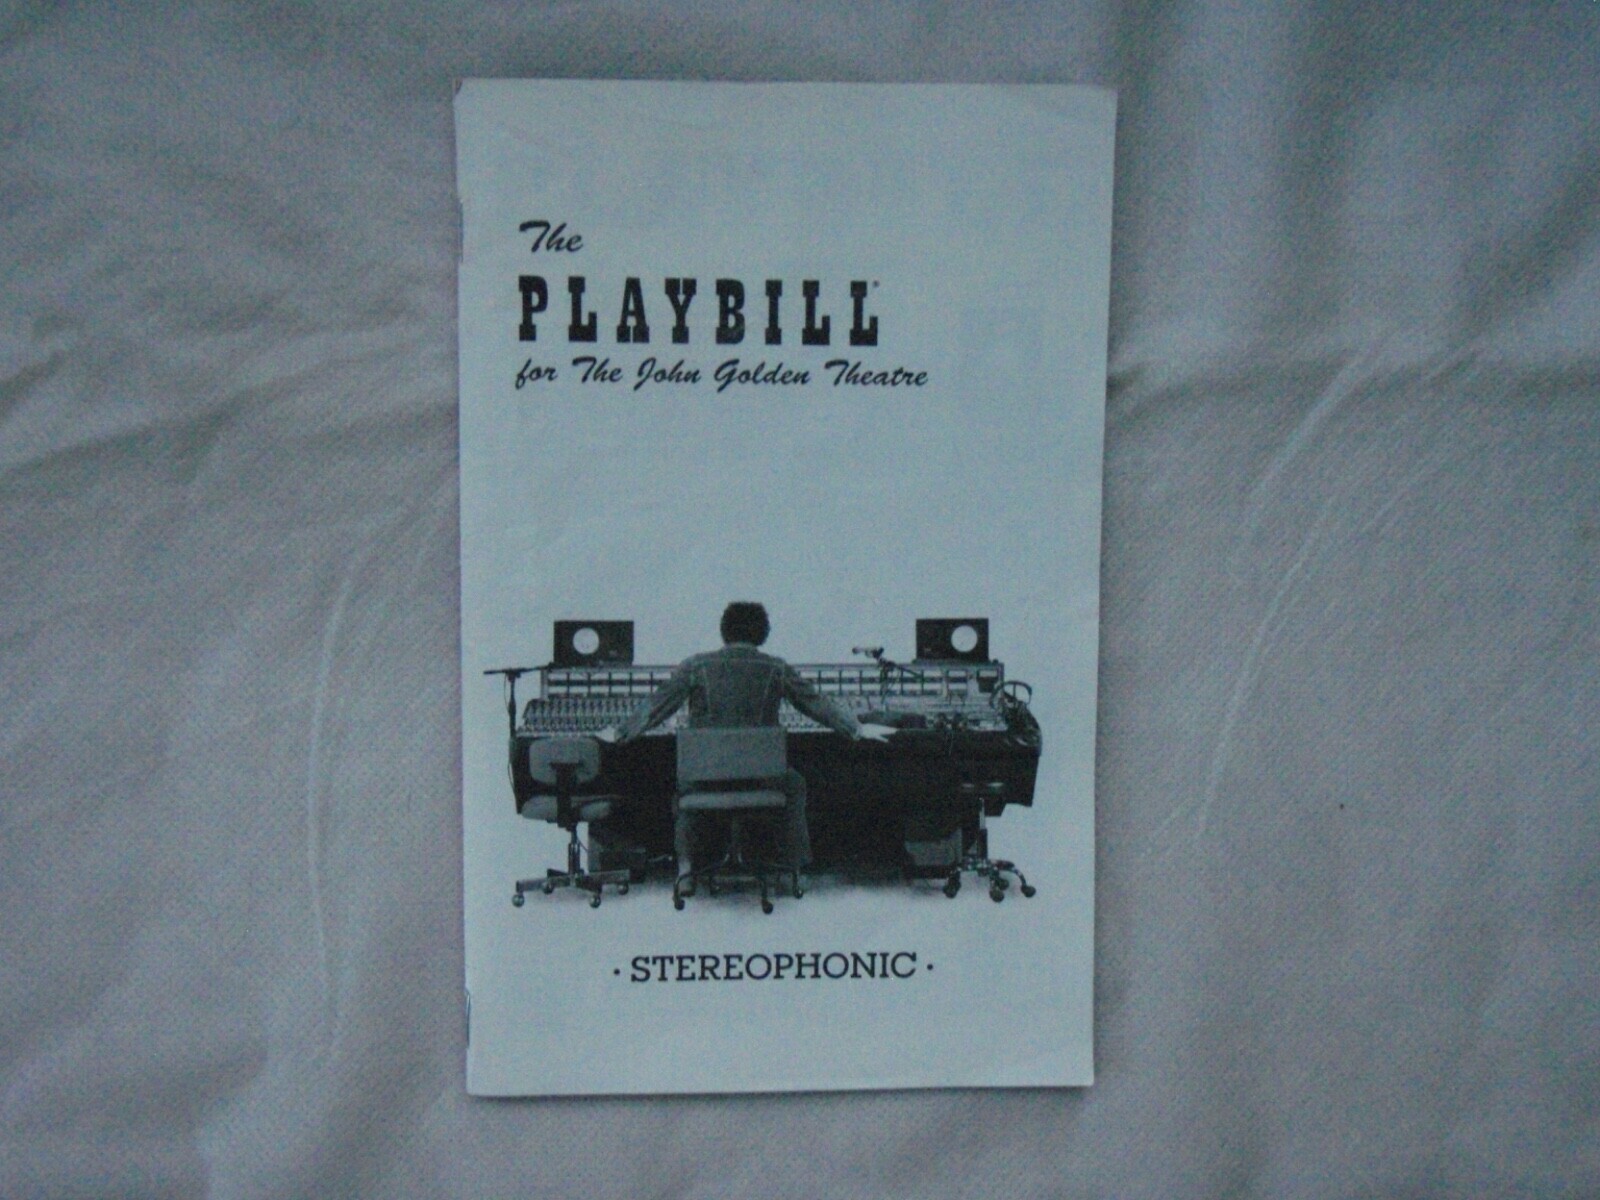 The
PLAYBILL®
for The John Golden Theatre
· STEREOPHONIC ·